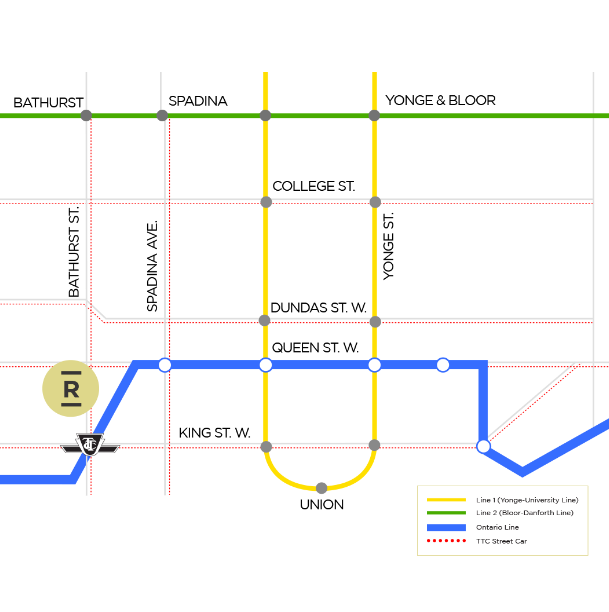 BATHURST
SPADINA
YONGE & BLOOR
COLLEGE ST.
BATHURST ST.
SPADINA AVE.
YONGE ST.
DUNDAS ST. W.
QUEEN ST. W.
R
KING ST. W.
TTC
UNION
Line 1 (Yonge-University Line)
Line 2 (Bloor-Danforth Line)
Ontario Line
TTC Street Car